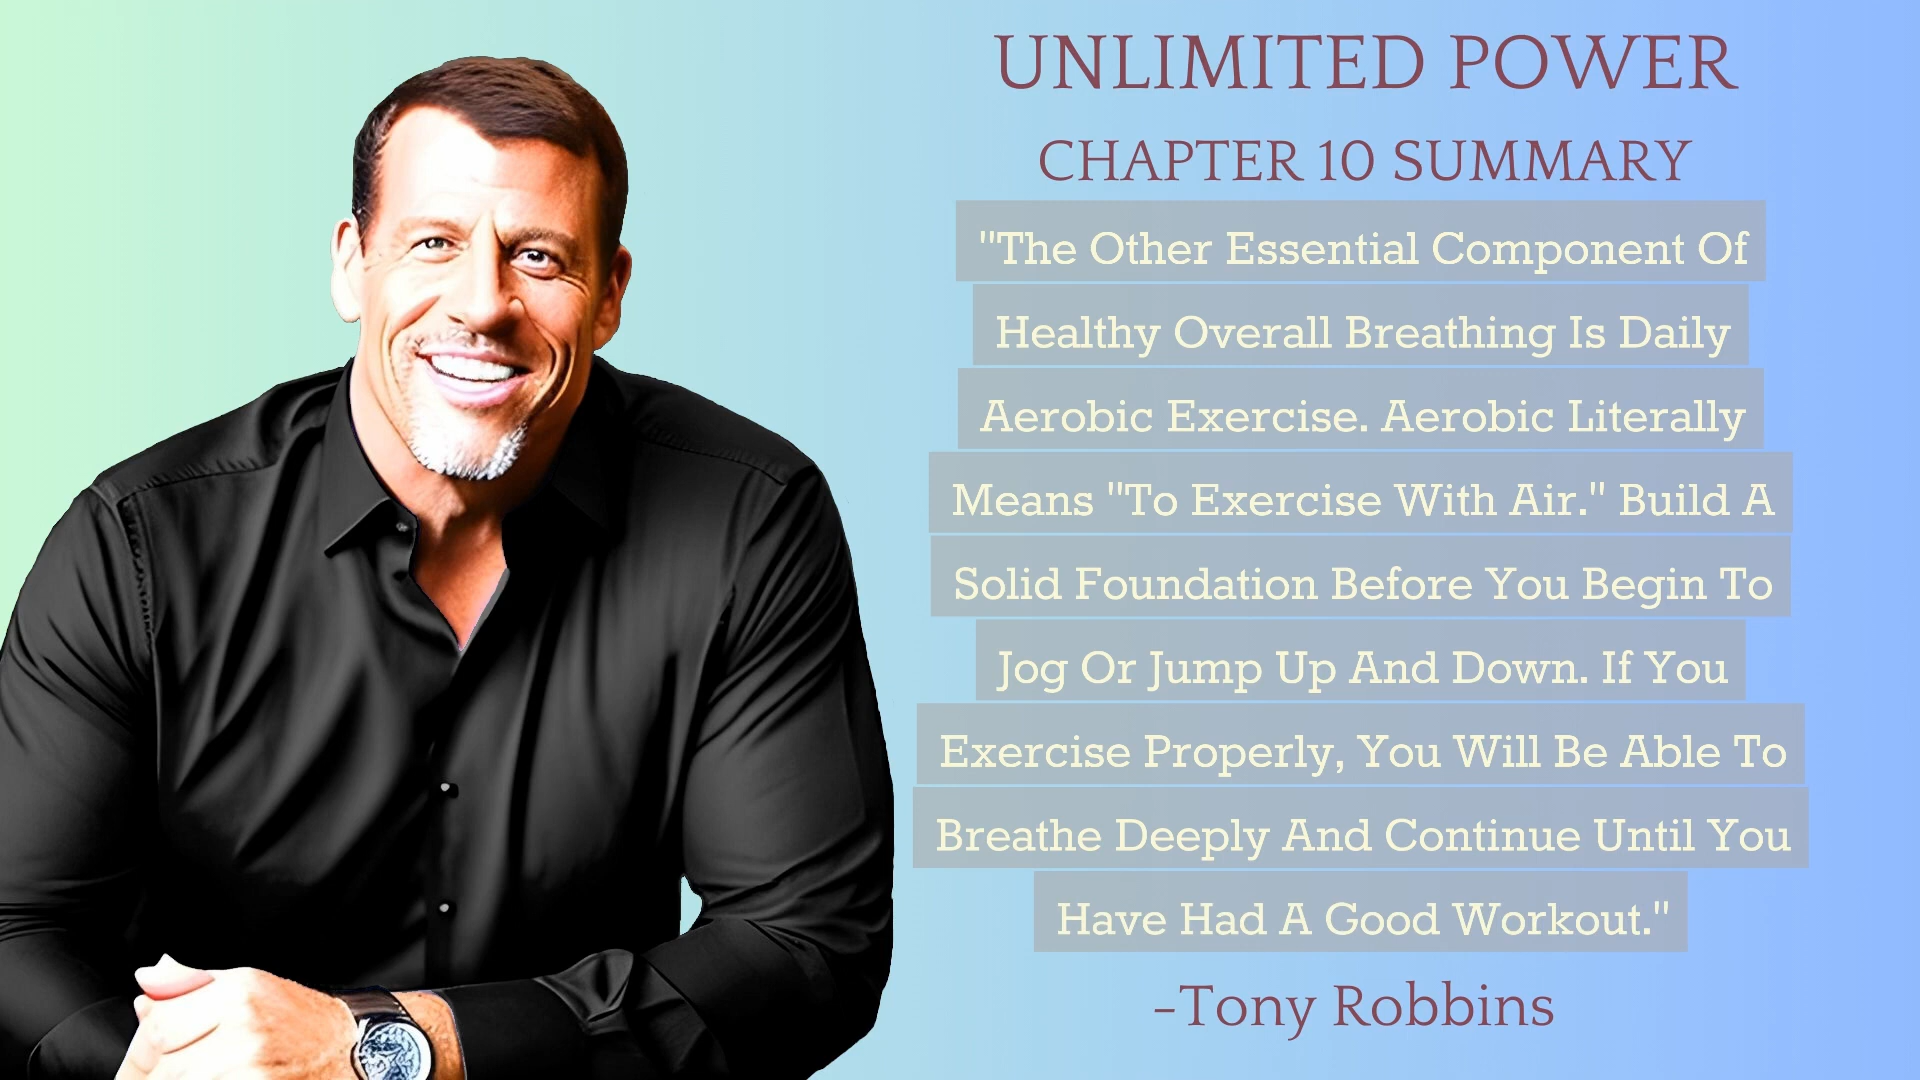 UNLIMITED POWER
CHAPTER 10 SUMMARY
"The Other Essential Component Of
Healthy Overall Breathing Is Daily
Aerobic Exercise. Aerobic Literally
Means "To Exercise With Air." Build A
Solid Foundation Before You Begin To
Jog Or Jump Up And Down. If You
Exercise Properly, You Will Be Able To
Breathe Deeply And Continue Until You
Have Had A Good Workout."
-Tony Robbins